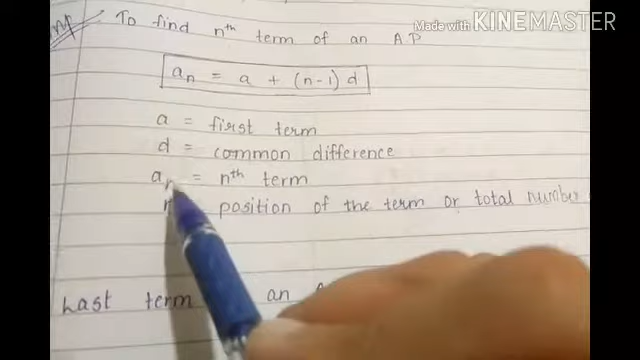 Made with KINEMASTER
To find nth term of an A.P
an = a + (n-1) d
a = first term
d = common difference
an = nth term
n position of the term or total number
Last term an